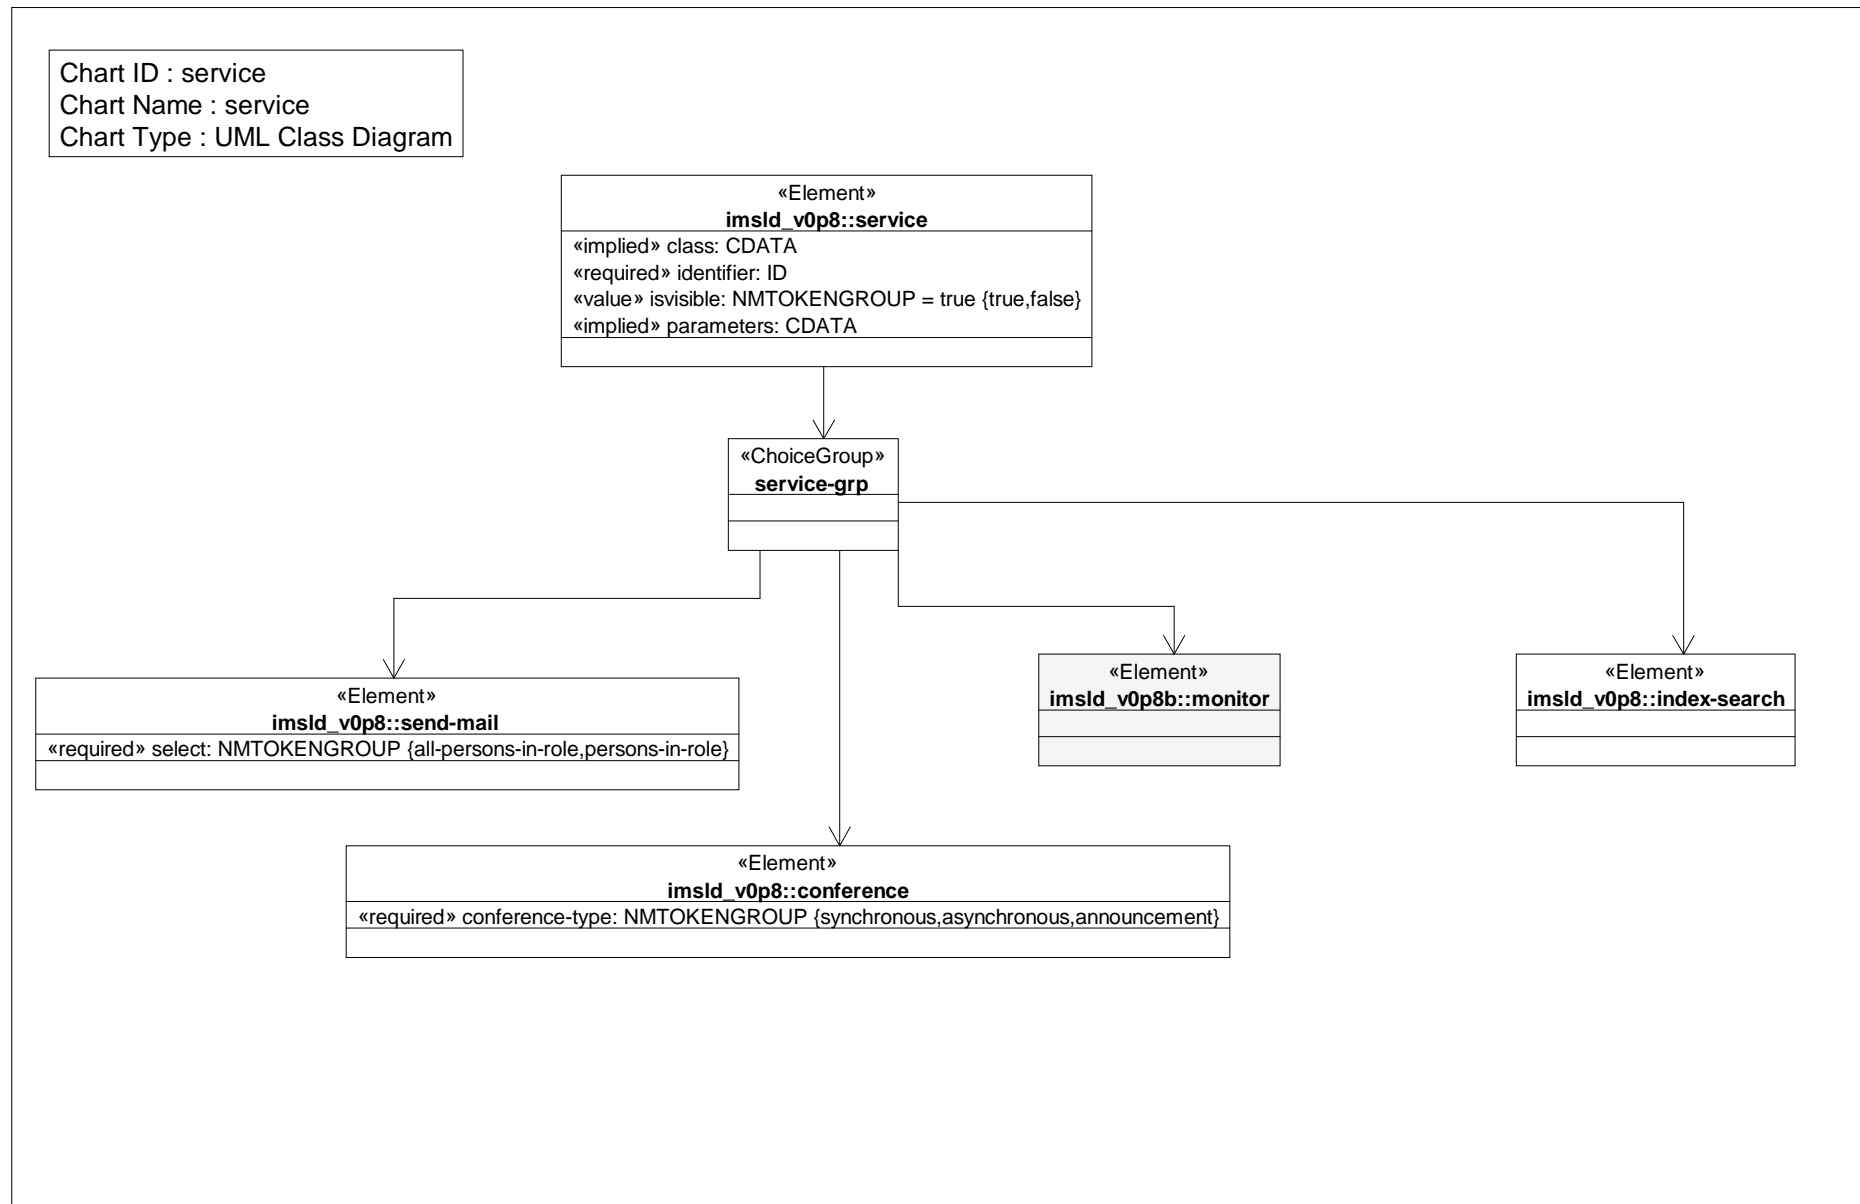 Chart ID : service
Chart Name : service
Chart Type : UML Class Diagram
«Element»
imsld_v0p8::service
«implied» class: CDATA
«required» identifier: ID
«value» isvisible: NMTOKENGROUP = true {true,false}
«implied» parameters: CDATA
«ChoiceGroup»
service-grp
«Element»
imsld_v0p8::send-mail
«required» select: NMTOKENGROUP {all-persons-in-role,persons-in-role}
«Element»
imsld_v0p8b::monitor
«Element»
imsld_v0p8::index-search
«Element»
imsld_v0p8::conference
«required» conference-type: NMTOKENGROUP {synchronous,asynchronous,announcement}